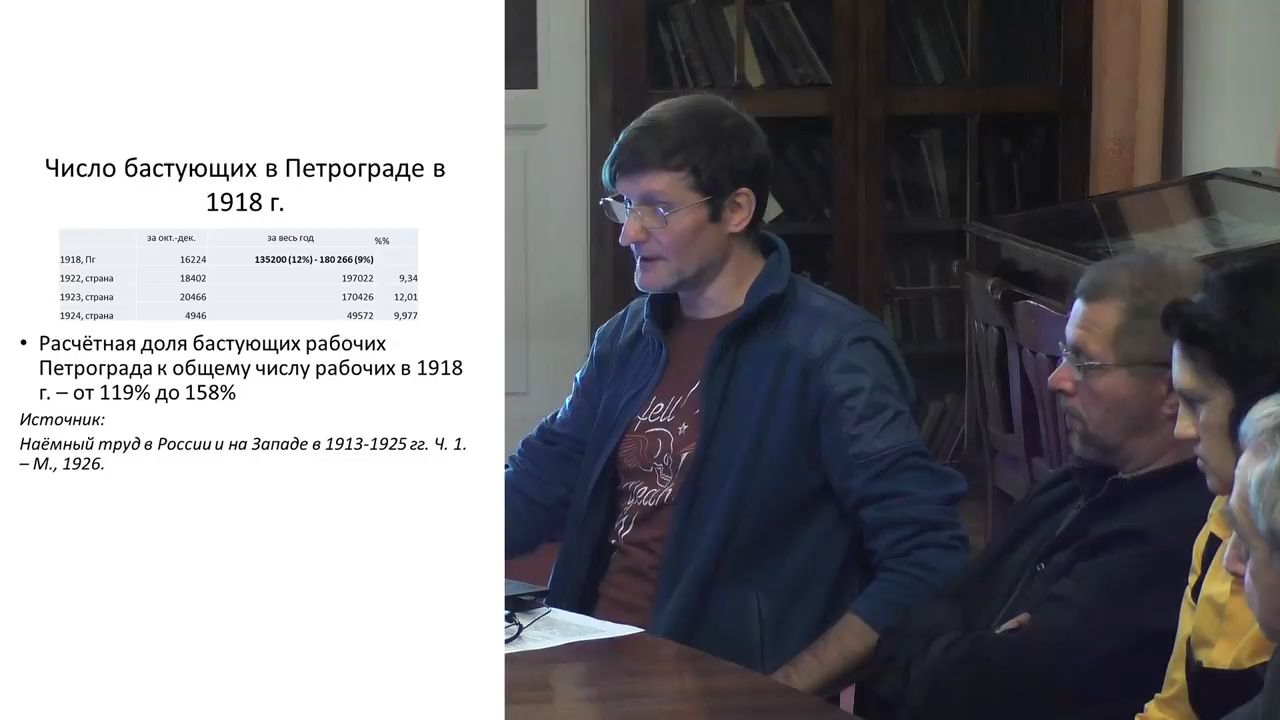 Число бастующих в Петрограде в
1918 г.
за окт.-дек. за весь год %%
1918, Пг 16224 135200 (12%) - 180 266 (9%)
1922, страна 18402 197022 9,34
1923, страна 20466 170426 12,01
1924, страна 4946 49572 9,977
• Расчётная доля бастующих рабочих
Петрограда к общему числу рабочих в 1918
г. – от 119% до 158%
Источник:
Наёмный труд в России и на Западе в 1913-1925 гг. Ч. 1.
– М., 1926.